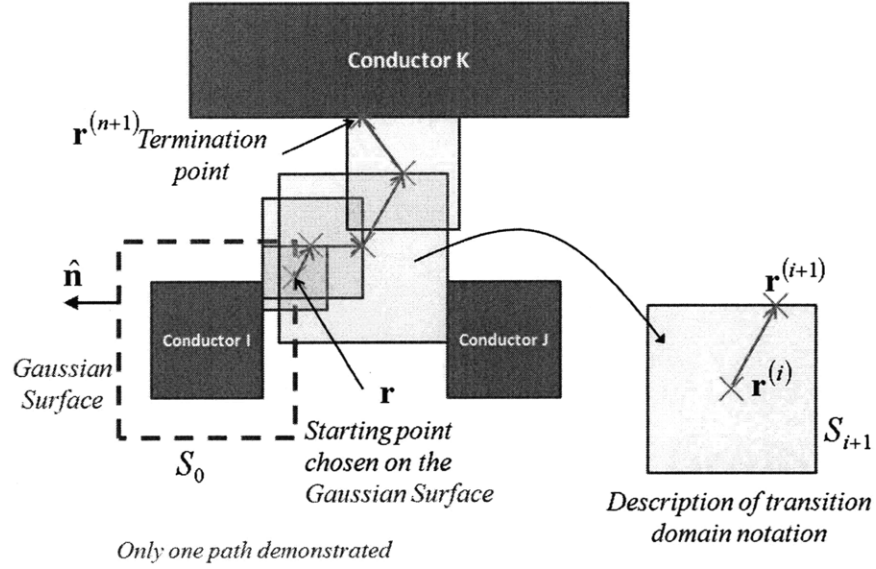 Conductor K
r^(n+1) Termination
point
n̂
r^(i+1)
Conductor I
Conductor J
r^(i)
Gaussian
Surface
r
S_0
Starting point
chosen on the
Gaussian Surface
S_{i+1}
Description of transition
domain notation
Only one path demonstrated